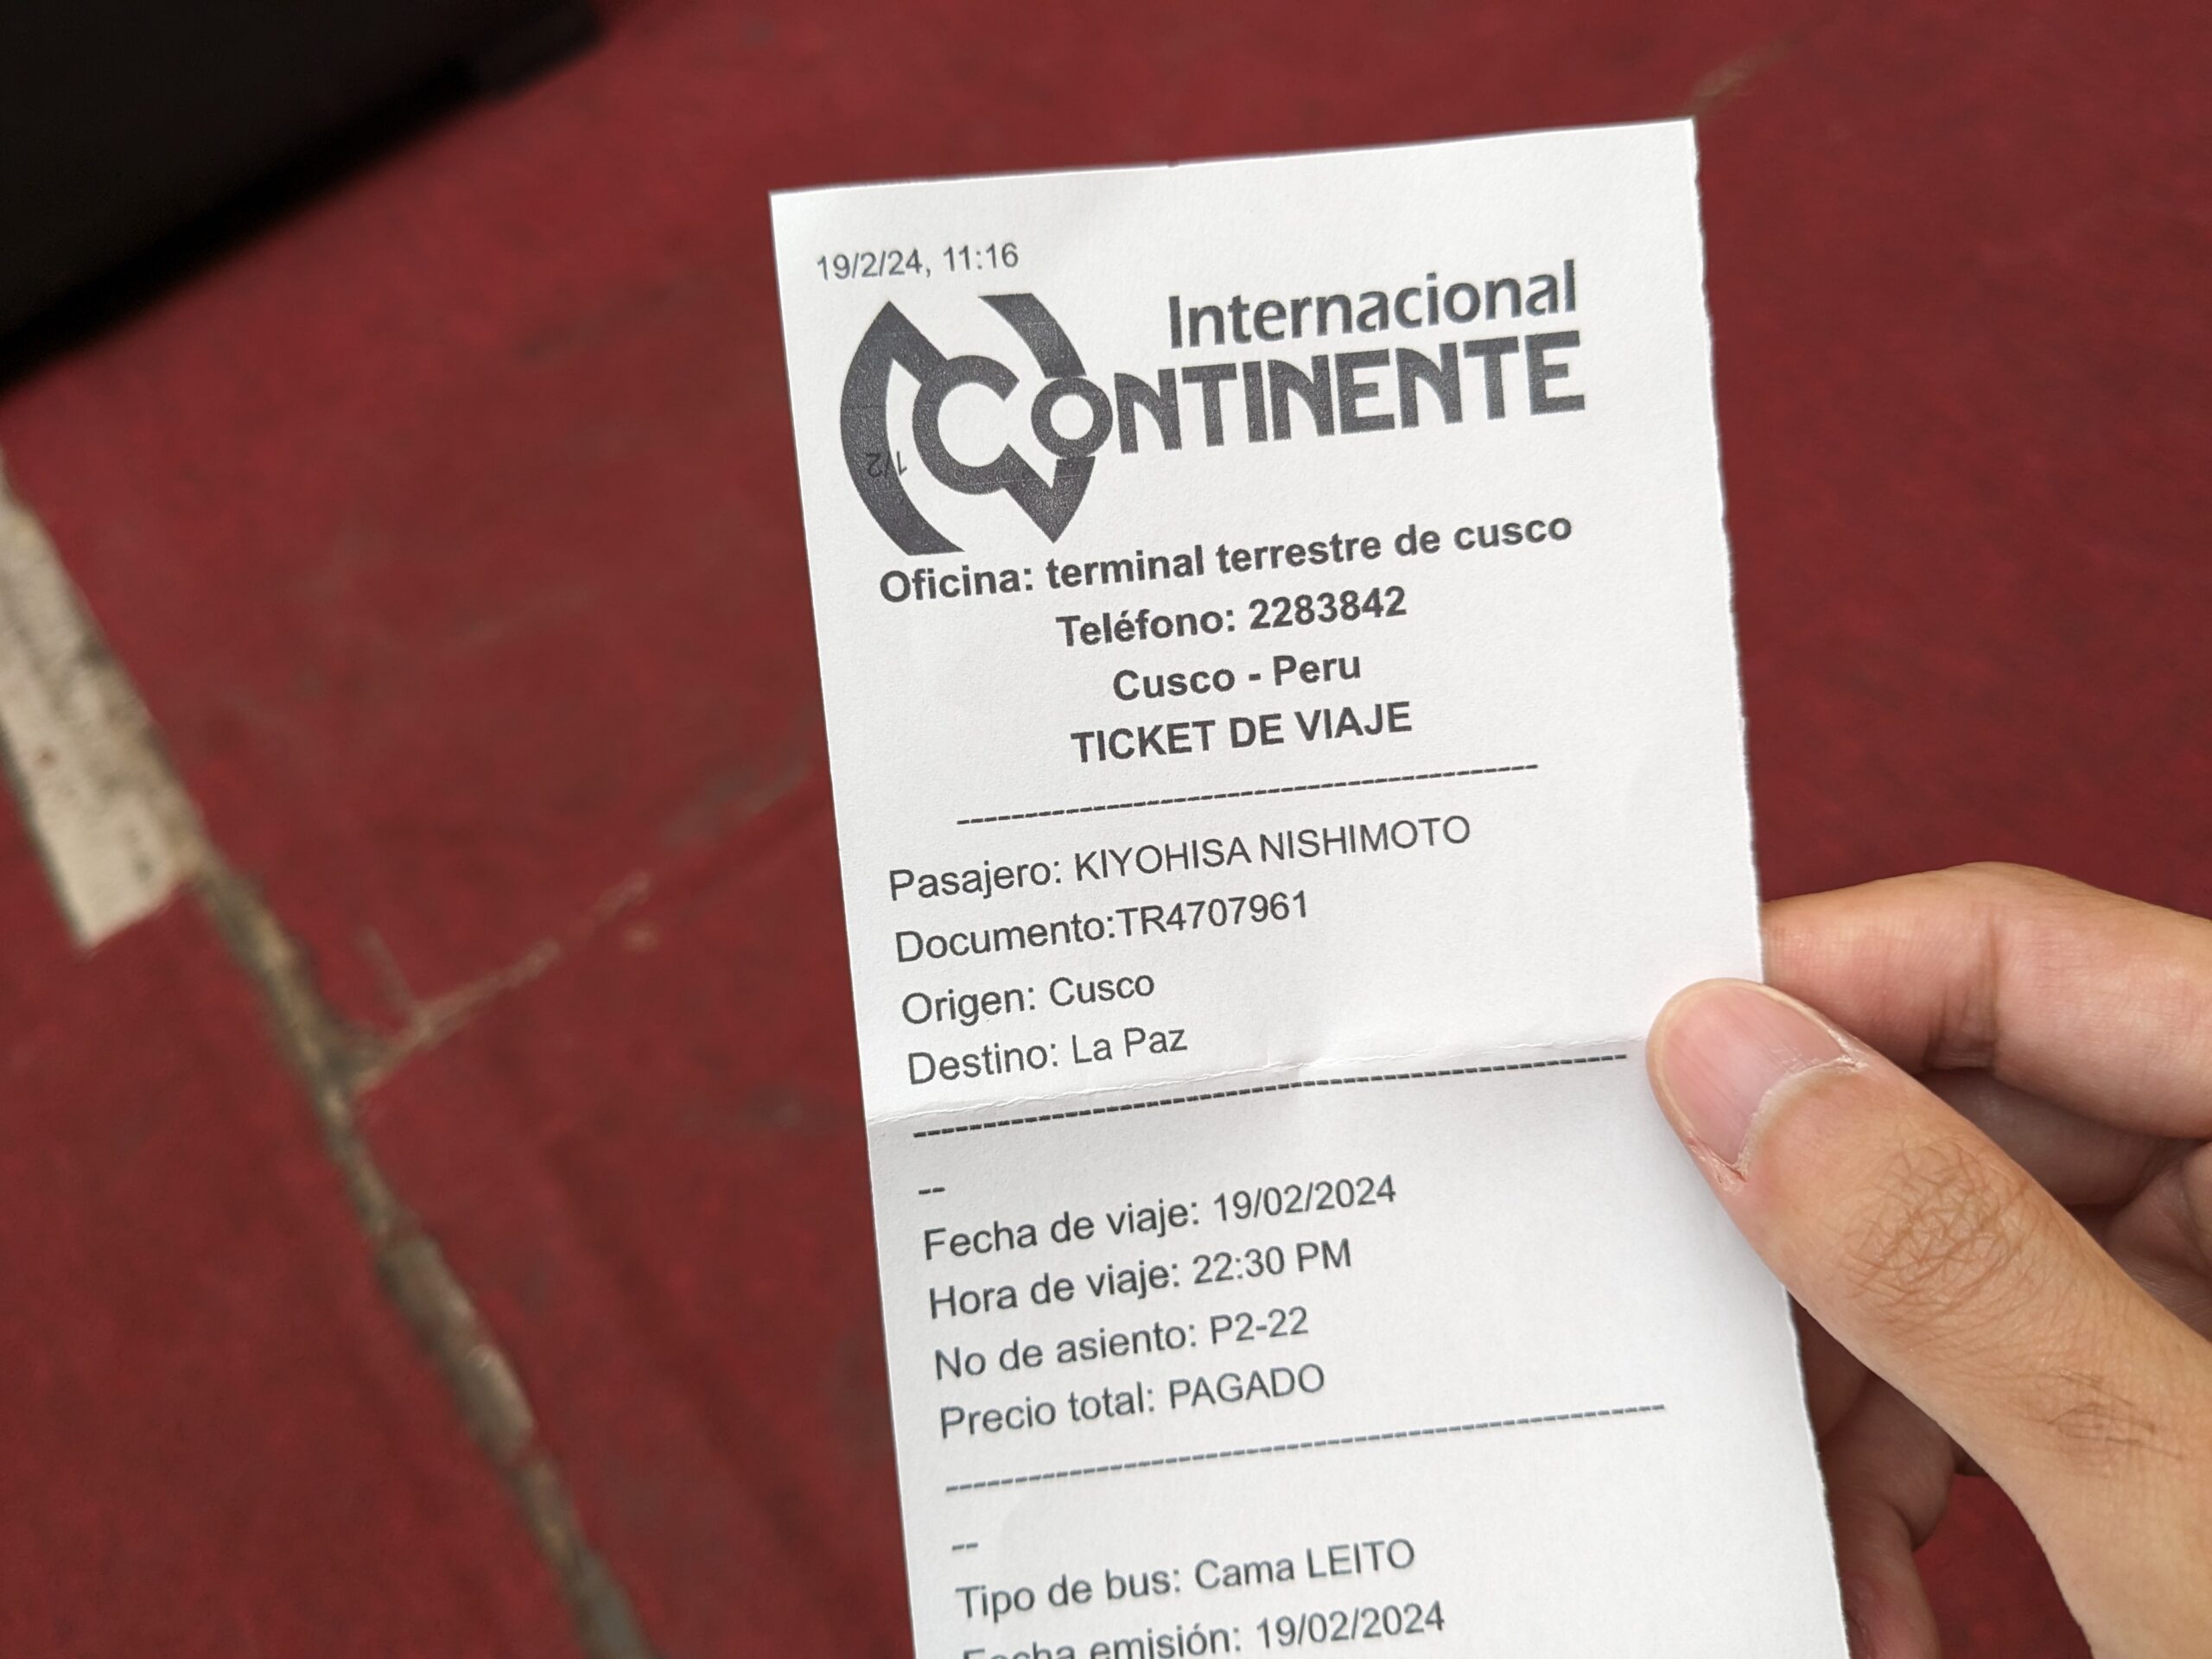 19/2/24, 11:16
Internacional
CONTINENTE
1/2
Oficina: terminal terrestre de cusco
Teléfono: 2283842
Cusco - Peru
TICKET DE VIAJE
------------------------------------------
Pasajero: KIYOHISA NISHIMOTO
Documento:TR4707961
Origen: Cusco
Destino: La Paz
----------------------------------------------------
--
Fecha de viaje: 19/02/2024
Hora de viaje: 22:30 PM
No de asiento: P2-22
Precio total: PAGADO
----------------------------------------------------
--
Tipo de bus: Cama LEITO
Fecha emisión: 19/02/2024